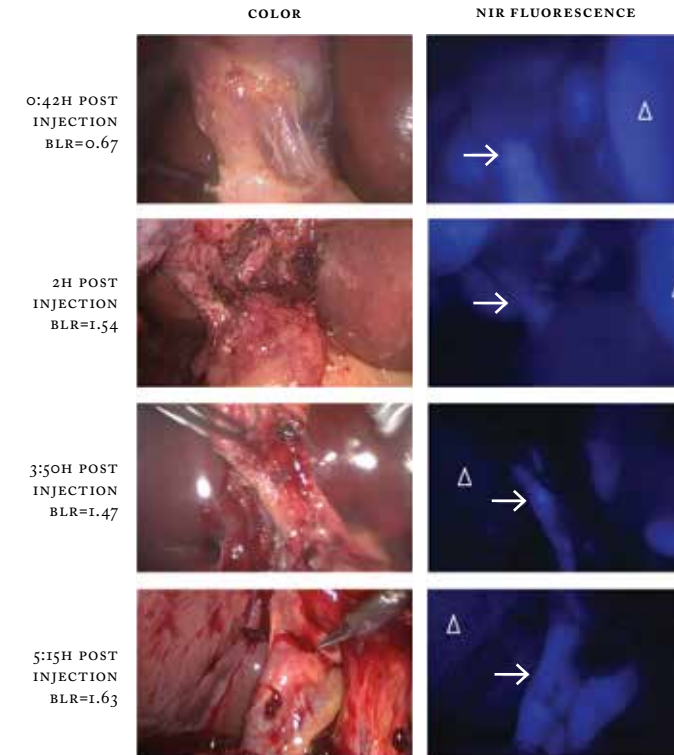 COLOR
NIR FLUORESCENCE
0:42H POST
INJECTION
BLR=0.67
2H POST
INJECTION
BLR=1.54
3:50H POST
INJECTION
BLR=1.47
5:15H POST
INJECTION
BLR=1.63